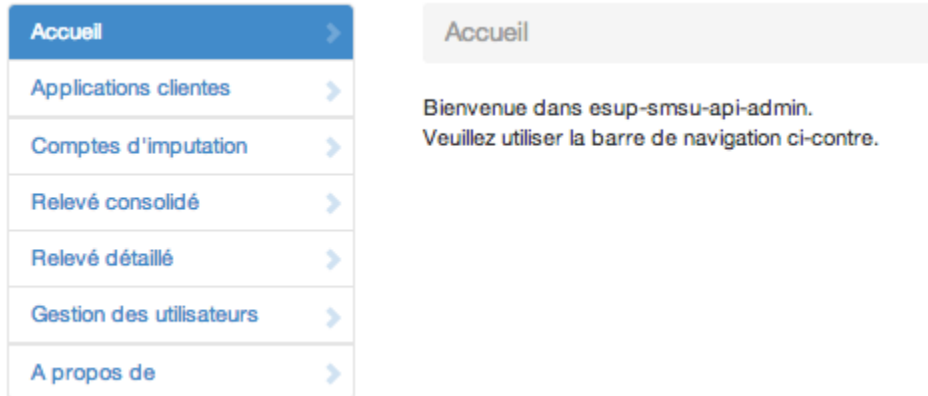 Accueil
Applications clientes
Comptes d'imputation
Relevé consolidé
Relevé détaillé
Gestion des utilisateurs
A propos de
Accueil
Bienvenue dans esup-smsu-api-admin.
Veuillez utiliser la barre de navigation ci-contre.